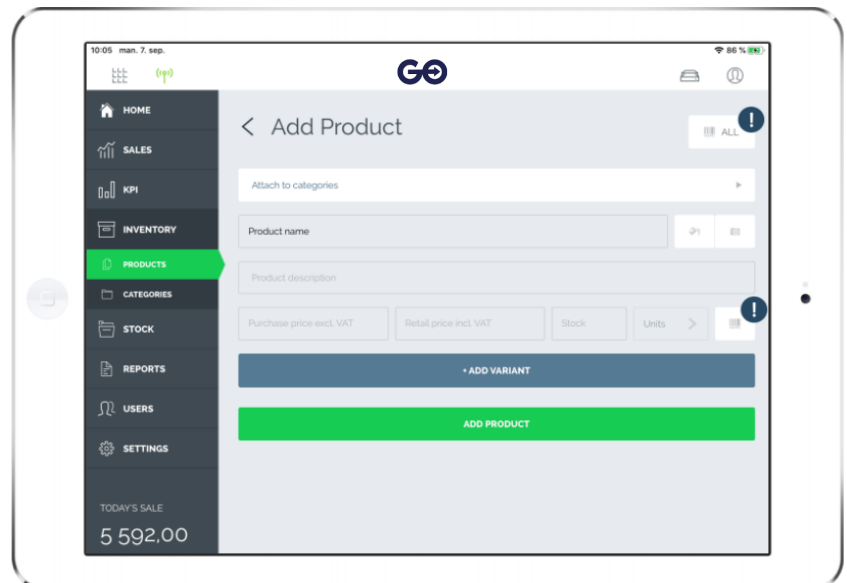 10:05 man. 7. sep.
86 %
GO
HOME
SALES
KPI
INVENTORY
PRODUCTS
CATEGORIES
STOCK
REPORTS
USERS
SETTINGS
TODAY'S SALE
5 592,00
Add Product
ALL
!
Attach to categories
Product name
Product description
Purchase price excl. VAT
Retail price incl. VAT
Stock
Units
!
+ ADD VARIANT
ADD PRODUCT